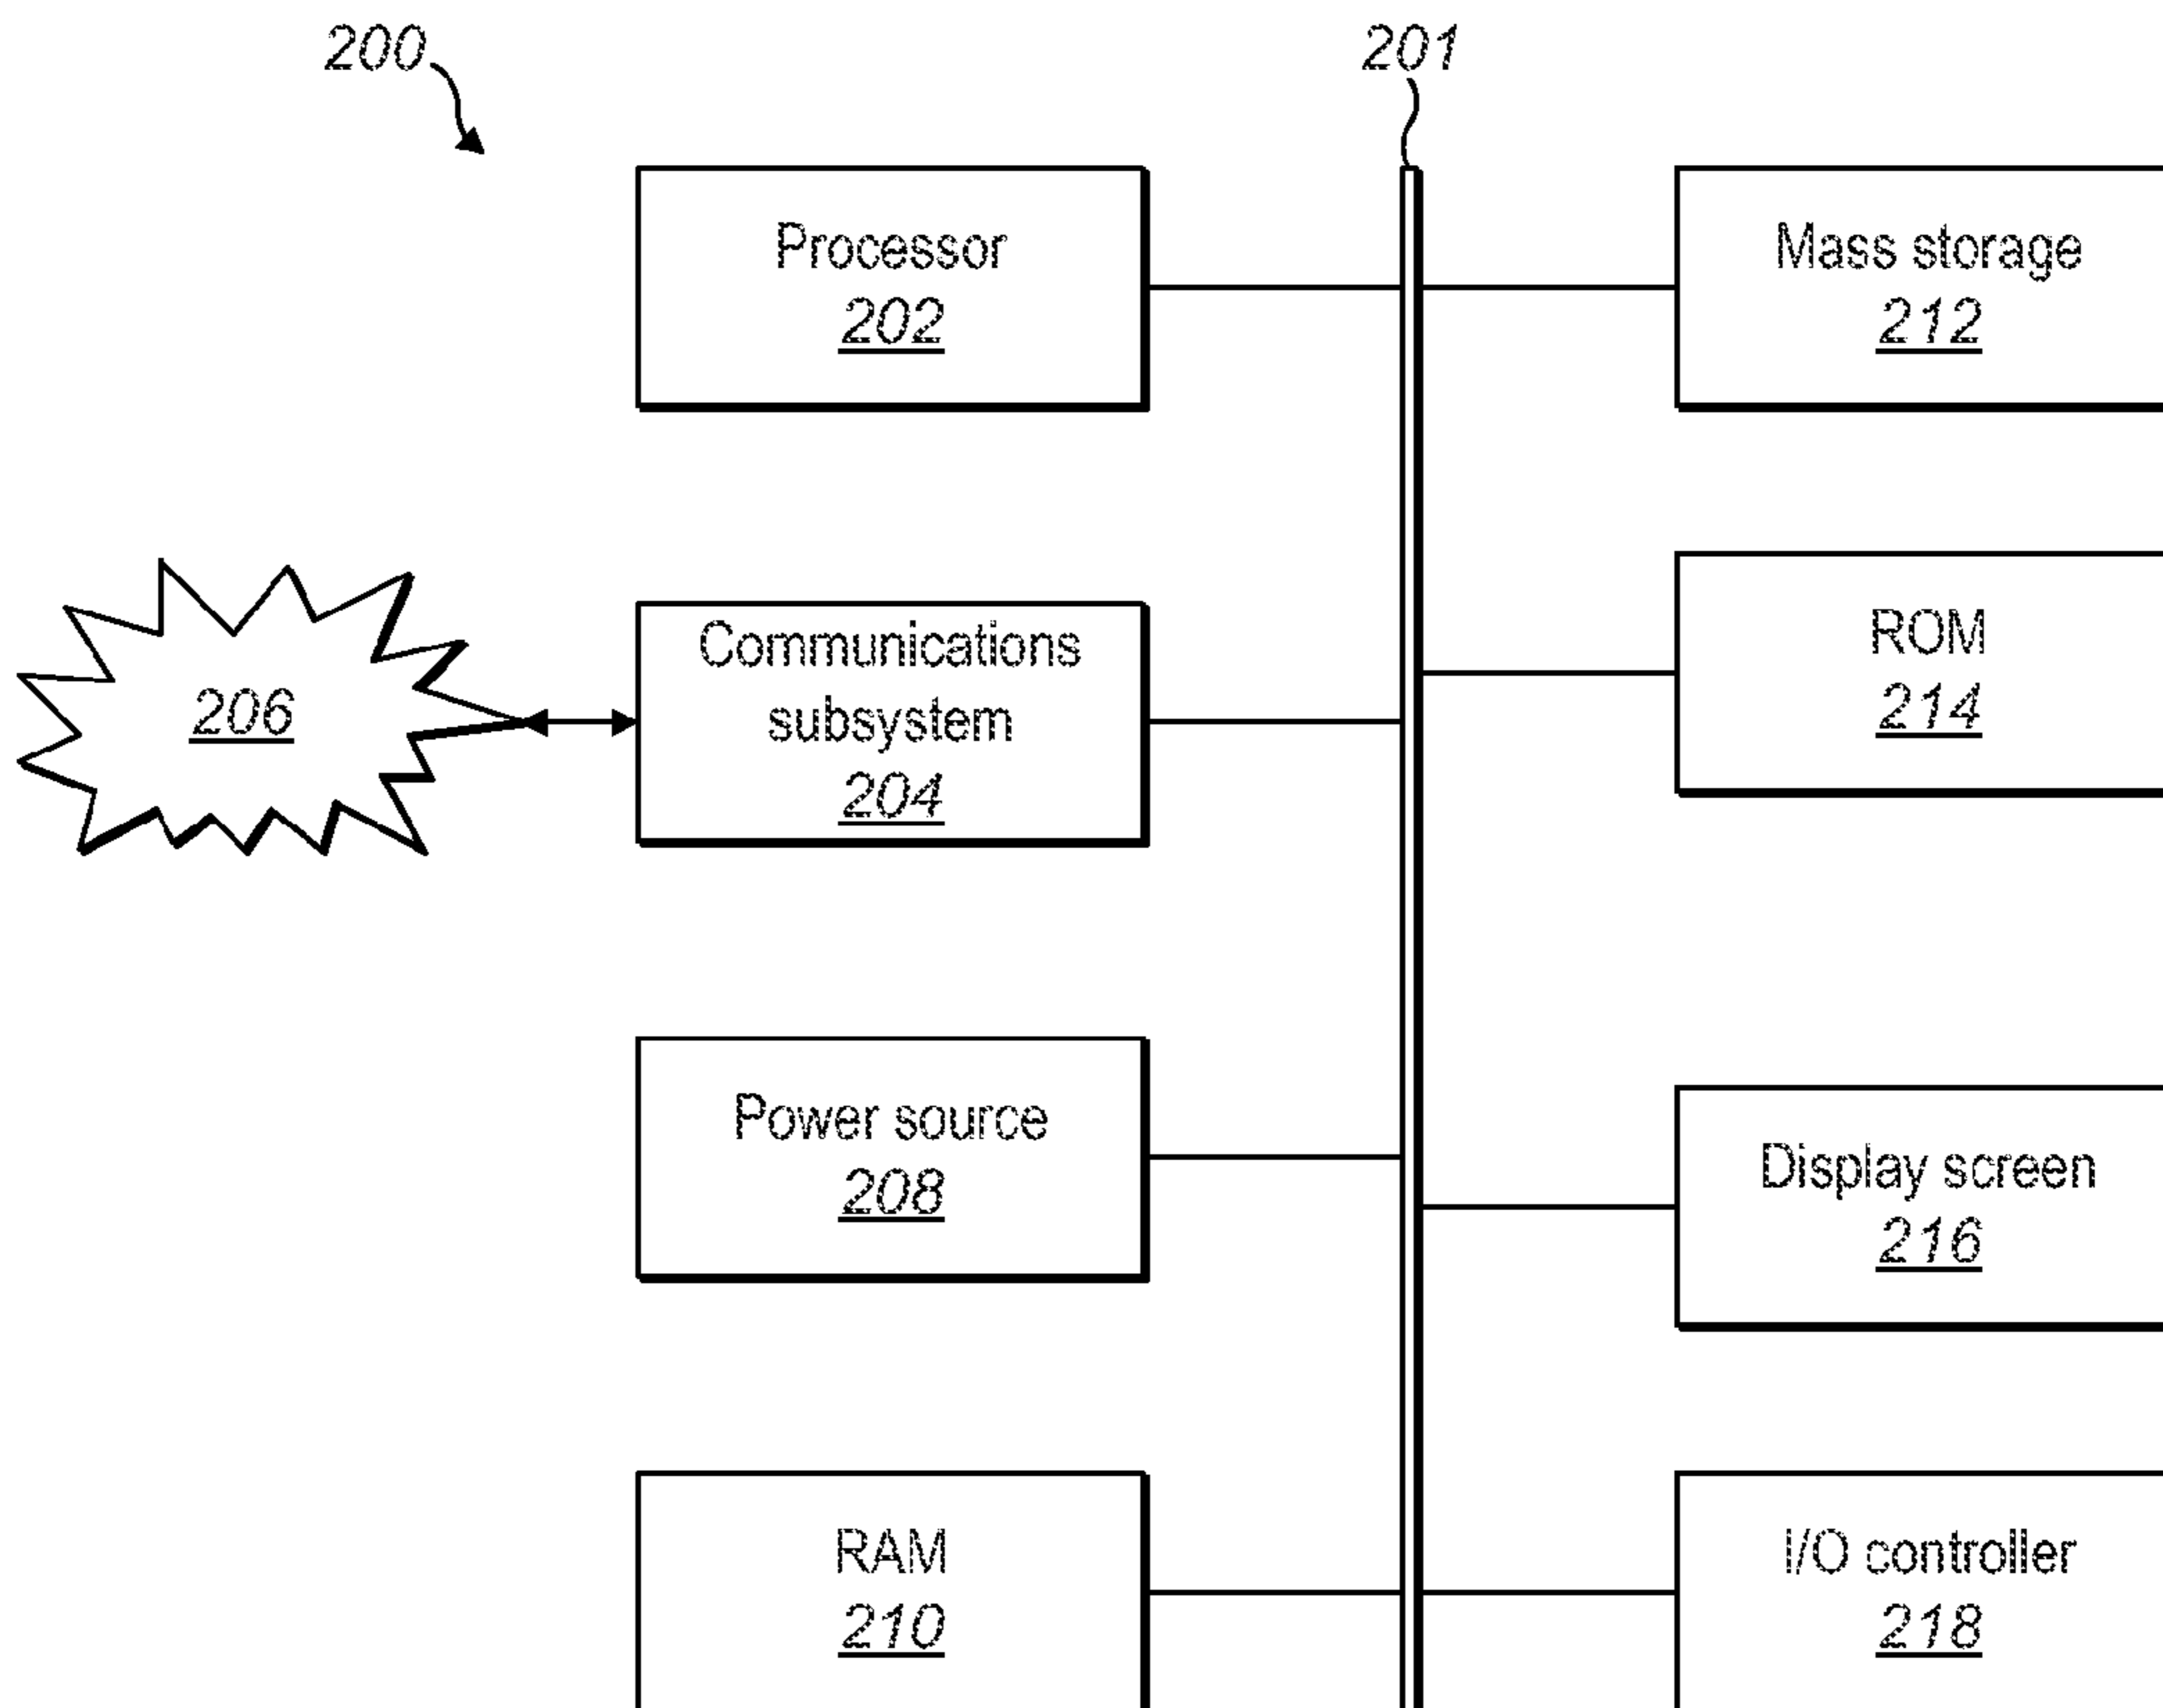 200
201
Processor
202
Mass storage
212
206
Communications
subsystem
204
ROM
214
Power source
208
Display screen
216
RAM
210
I/O controller
218